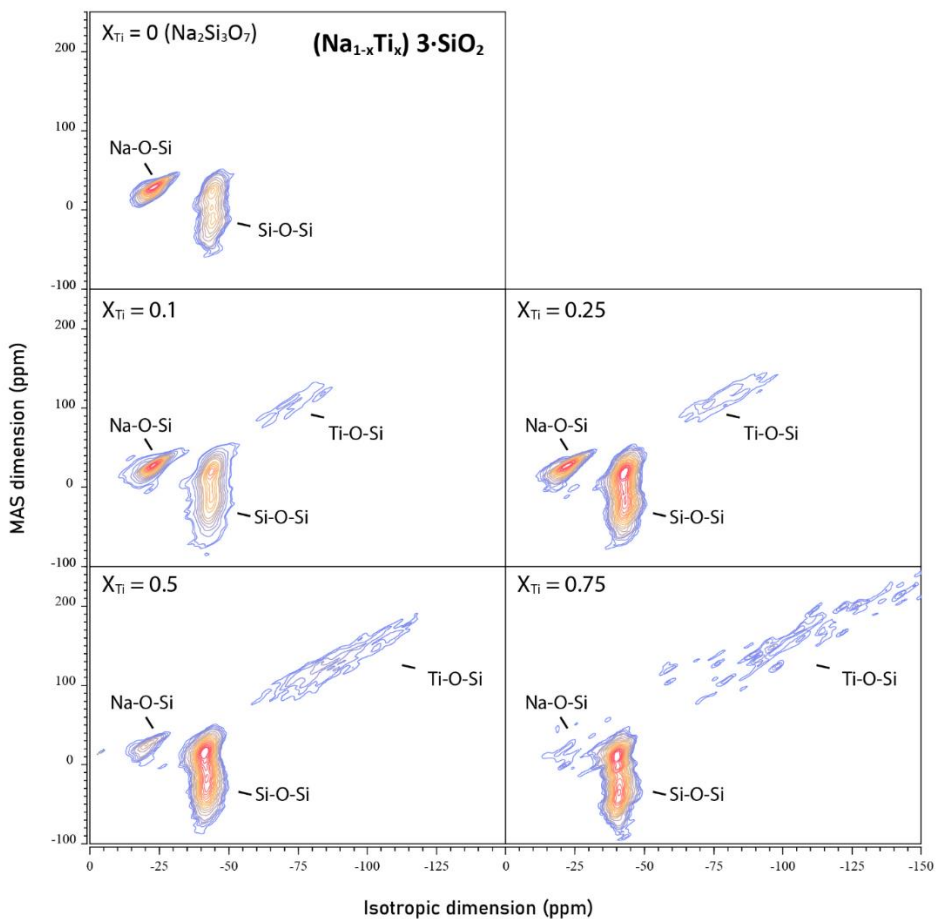 X_Ti = 0 (Na₂Si₃O₇)
(Na₁₋ₓTiₓ) 3·SiO₂
200
100
0
-100
Na-O-Si
Si-O-Si
MAS dimension (ppm)
X_Ti = 0.1
200
100
0
-100
Na-O-Si
Ti-O-Si
Si-O-Si
X_Ti = 0.25
Na-O-Si
Ti-O-Si
Si-O-Si
X_Ti = 0.5
200
100
0
-100
Na-O-Si
Ti-O-Si
Si-O-Si
X_Ti = 0.75
Na-O-Si
Ti-O-Si
Si-O-Si
0 -25 -50 -75 -100 -125 0 -25 -50 -75 -100 -125 -150
Isotropic dimension (ppm)